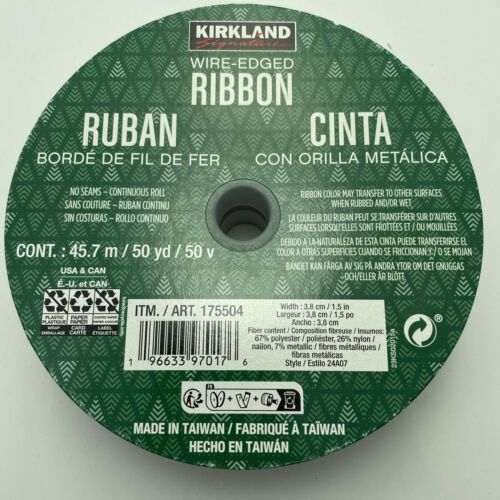 KIRKLAND
Signature
WIRE-EDGED
RIBBON
RUBAN
BORDÉ DE FIL DE FER
CINTA
CON ORILLA METÁLICA
NO SEAMS – CONTINUOUS ROLL
SANS COUTURE – RUBAN CONTINU
SIN COSTURAS – ROLLO CONTINUO
CONT. : 45.7 m / 50 yd / 50 v
RIBBON COLOR MAY TRANSFER TO OTHER SURFACES
WHEN RUBBED AND/OR WET
LA COULEUR DU RUBAN PEUT SE TRANSFÉRER SUR D'AUTRES
SURFACES LORSQU'ELLES SONT FROTTÉES ET / OU MOUILLÉES
DEBIDO A LA NATURALEZA DE ESTA CINTA PUEDE TRANSFERIRSE EL
COLOR A OTRAS SUPERFICIES CUANDO ES FRICCIONADO Y / O SE MOJAN
BANDET KAN FÄRGA AV SIG PÅ ANDRA YTOR OM DET GNUGGAS
-OCH/ELLER ÄR BLÖTT.
USA & CAN
É.-U. et CAN
PLASTIC
PLASTIQUE
WRAP
EMBALLAGE
PAPER
PAPIER
CARD
CARTE
COATED PAPER
PAPIER COUCHÉ
LABEL
ÉTIQUETTE
ITM. / ART. 175504
1 96633 97017 6
Width : 3.8 cm / 1.5 in
Largeur : 3,8 cm / 1,5 po
Ancho : 3,8 cm
Fiber content / Composition fibreuse / Insumos:
67% polyester / poliéster, 26% nylon /
nailon, 7% metallic / fibres métalliques /
fibras metálicas
Style / Estilo 24A07
FR
MADE IN TAIWAN / FABRIQUÉ À TAÏWAN
HECHO EN TAIWÁN